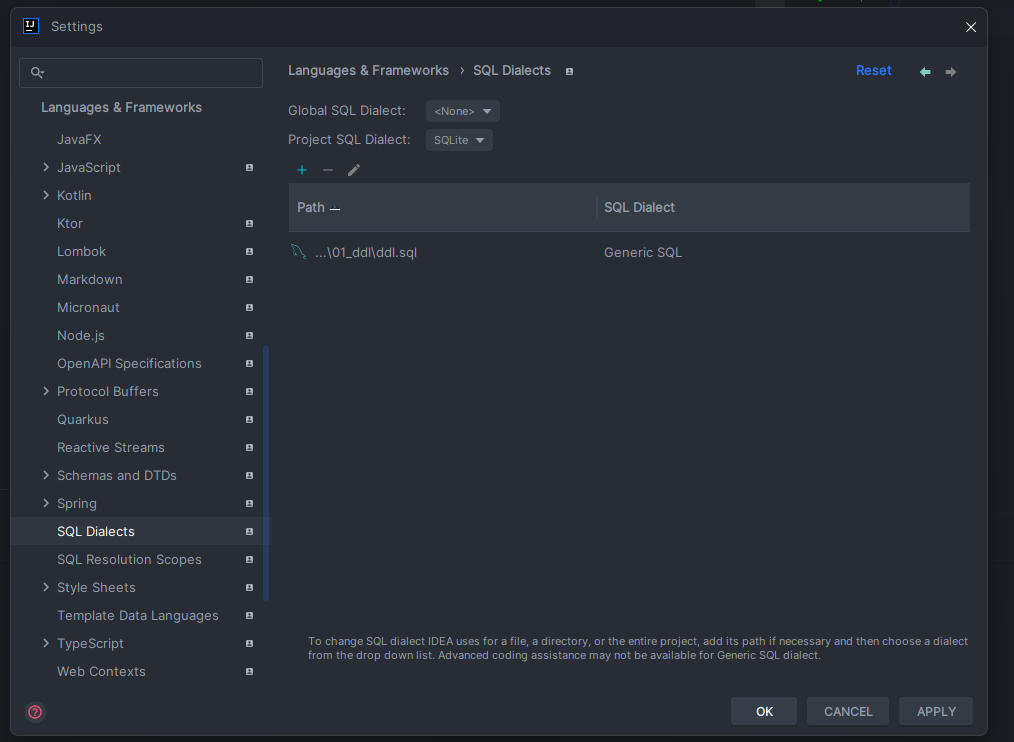 IJ
Settings
Languages & Frameworks
JavaFX
JavaScript
Kotlin
Ktor
Lombok
Markdown
Micronaut
Node.js
OpenAPI Specifications
Protocol Buffers
Quarkus
Reactive Streams
Schemas and DTDs
Spring
SQL Dialects
SQL Resolution Scopes
Style Sheets
Template Data Languages
TypeScript
Web Contexts
Languages & Frameworks › SQL Dialects
Reset
Global SQL Dialect: <None>
Project SQL Dialect: SQLite
Path SQL Dialect
...\01_ddl\ddl.sql Generic SQL
To change SQL dialect IDEA uses for a file, a directory, or the entire project, add its path if necessary and then choose a dialect
from the drop down list. Advanced coding assistance may not be available for Generic SQL dialect.
?
OK CANCEL APPLY